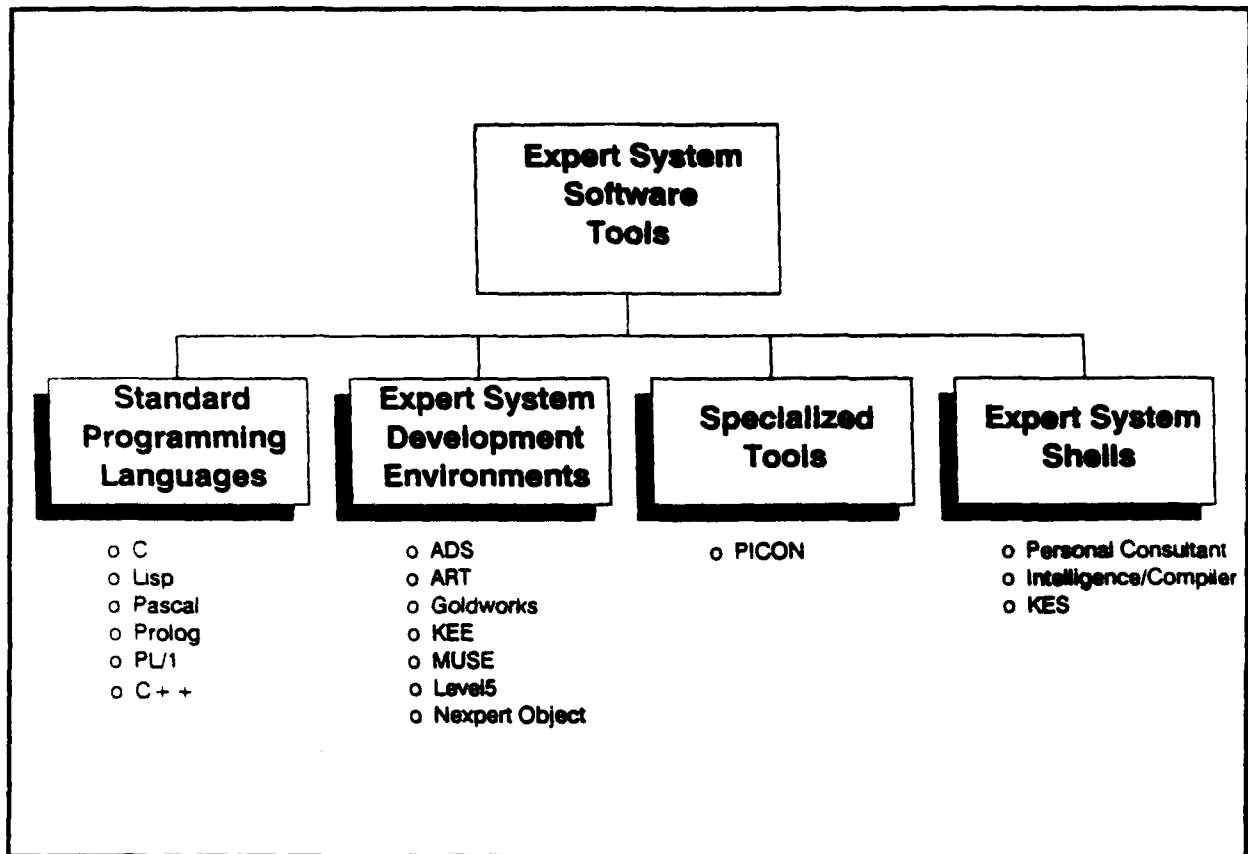 Expert System
Software
Tools
Standard
Programming
Languages
Expert System
Development
Environments
Specialized
Tools
Expert System
Shells
o C
o Lisp
o Pascal
o Prolog
o PL/1
o C + +
o ADS
o ART
o Goldworks
o KEE
o MUSE
o Level5
o Nexpert Object
o PICON
o Personal Consultant
o Intelligence/Compiler
o KES